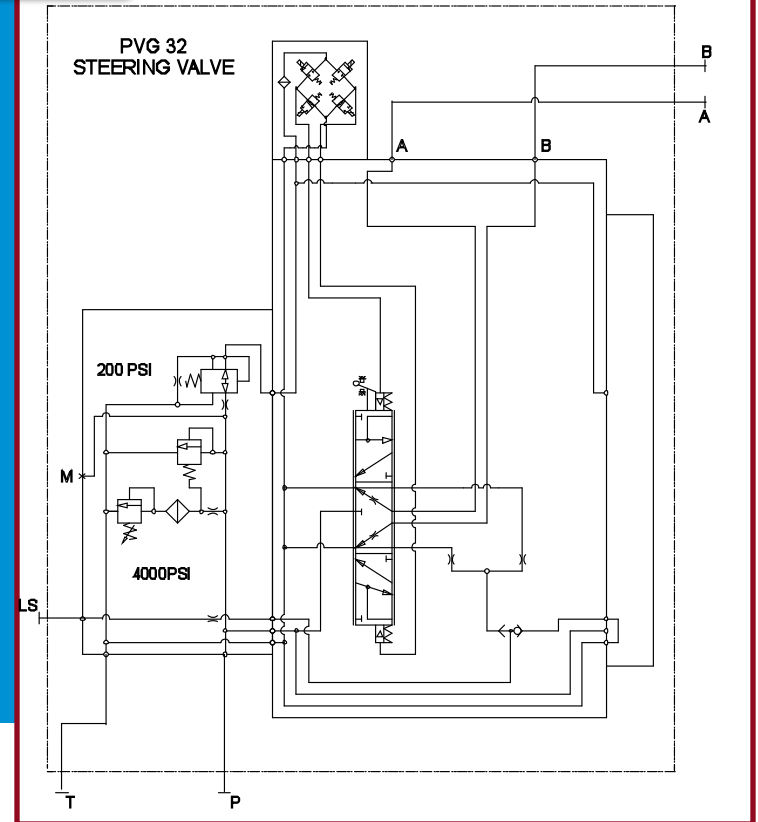 PVG 32
STEERING VALVE
B
A
A
B
200 PSI
M
4000PSI
LS
T
P